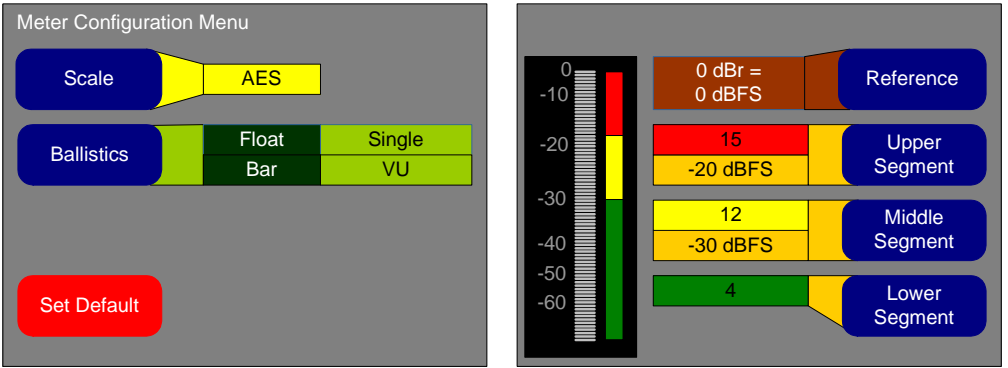 Meter Configuration Menu
Scale
AES
Ballistics
Float
Single
Bar
VU
Set Default
0
-10
-20
-30
-40
-50
-60
0 dBr =
0 dBFS
Reference
15
-20 dBFS
Upper
Segment
12
-30 dBFS
Middle
Segment
4
Lower
Segment